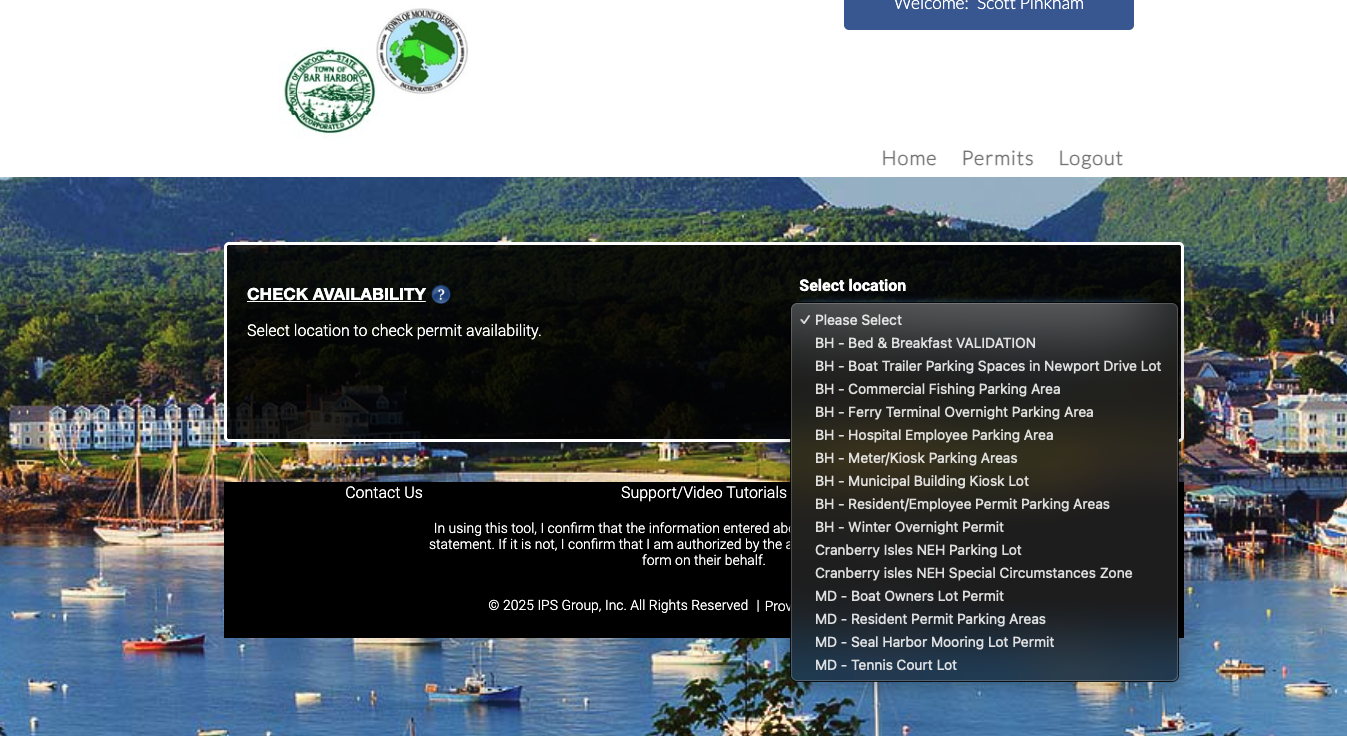 Welcome: Scott Pinkham
TOWN OF MOUNT DESERT
INCORPORATED 1789
COUNTY OF HANCOCK, STATE OF MAINE
TOWN OF
BAR HARBOR
INCORPORATED 1796
Home Permits Logout
CHECK AVAILABILITY ?
Select location to check permit availability.
Select location
✓ Please Select
BH - Bed & Breakfast VALIDATION
BH - Boat Trailer Parking Spaces in Newport Drive Lot
BH - Commercial Fishing Parking Area
BH - Ferry Terminal Overnight Parking Area
BH - Hospital Employee Parking Area
BH - Meter/Kiosk Parking Areas
BH - Municipal Building Kiosk Lot
BH - Resident/Employee Permit Parking Areas
BH - Winter Overnight Permit
Cranberry Isles NEH Parking Lot
Cranberry isles NEH Special Circumstances Zone
MD - Boat Owners Lot Permit
MD - Resident Permit Parking Areas
MD - Seal Harbor Mooring Lot Permit
MD - Tennis Court Lot
Contact Us
Support/Video Tutorials
In using this tool, I confirm that the information entered
statement. If it is not, I confirm that I am authorized by the
form on their behalf.
© 2025 IPS Group, Inc. All Rights Reserved |